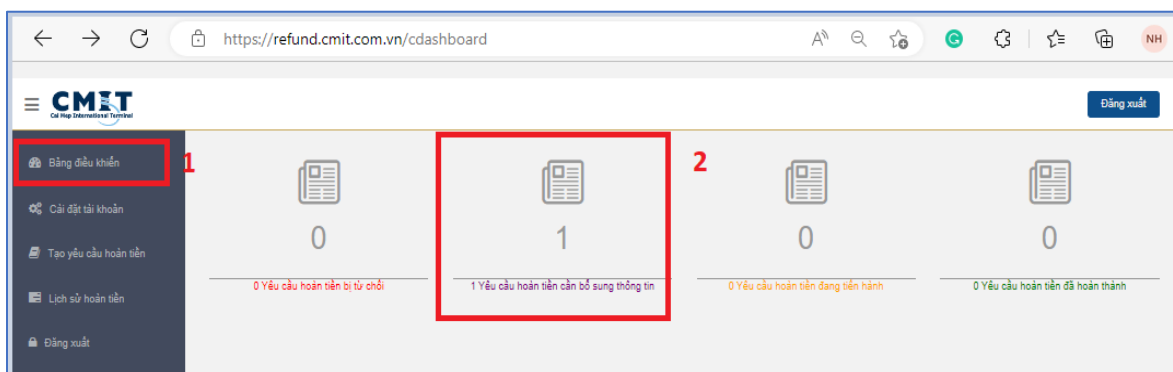 https://refund.cmit.com.vn/cdashboard
NH
CMIT
Cai Mep International Terminal
Đăng xuất
Bảng điều khiển
1
Cài đặt tài khoản
Tạo yêu cầu hoàn tiền
Lịch sử hoàn tiền
Đăng xuất
2
0
1
0
0
0 Yêu cầu hoàn tiền bị từ chối
1 Yêu cầu hoàn tiền cần bổ sung thông tin
0 Yêu cầu hoàn tiền đang tiến hành
0 Yêu cầu hoàn tiền đã hoàn thành